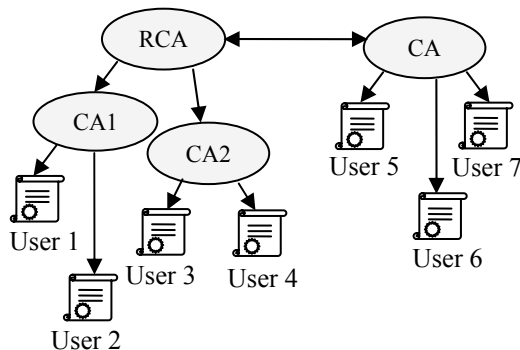 RCA
CA
CA1
CA2
User 5
User 7
User 1
User 3
User 4
User 6
User 2